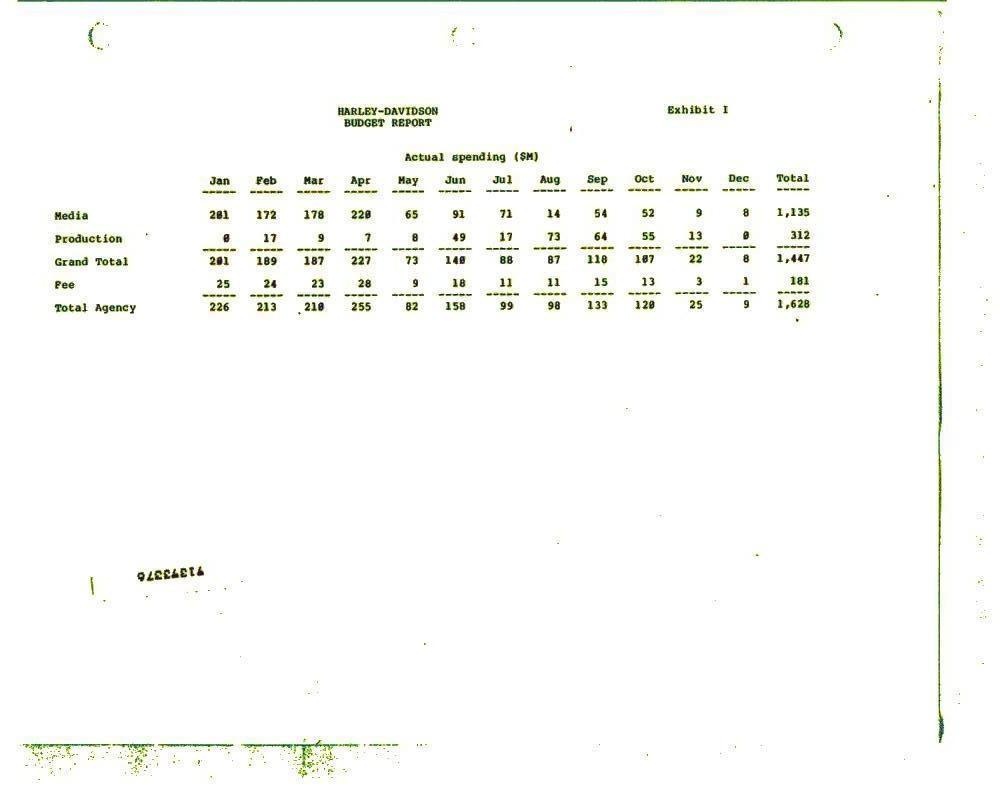 HARLEY-DAVIDSON Exhibit I
BUDGET REPORT
Actual spending ($M)
Jan Feb Mar Apr May Jun Jul Aug Sep Oct Nov Dec Total
Media 201 172 178 220 65 91 71 14 54 52 9 8 1,135
Production 0 17 9 7 8 49 17 73 64 55 13 0 312
Grand Total 201 189 187 227 73 140 88 87 118 107 22 8 1,447
Fee 25 24 23 28 9 18 11 11 15 13 3 1 181
Total Agency 226 213 210 255 82 158 99 98 133 120 25 9 1,628